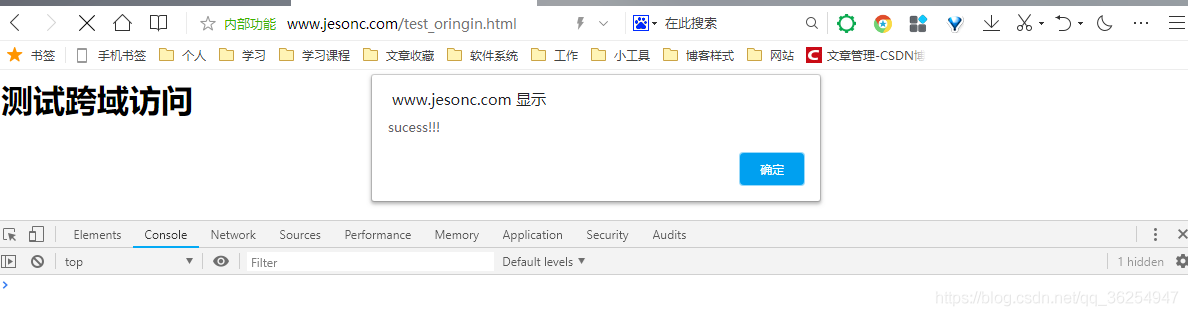 内部功能 www.jesonc.com/test_oringin.html 在此搜索
书签 手机书签 个人 学习 学习课程 文章收藏 软件系统 工作 小工具 博客样式 网站 C 文章管理-CSDN博
测试跨域访问
www.jesonc.com 显示
sucess!!!
确定
Elements Console Network Sources Performance Memory Application Security Audits
top Filter Default levels 1 hidden
https://blog.csdn.net/qq_36254947